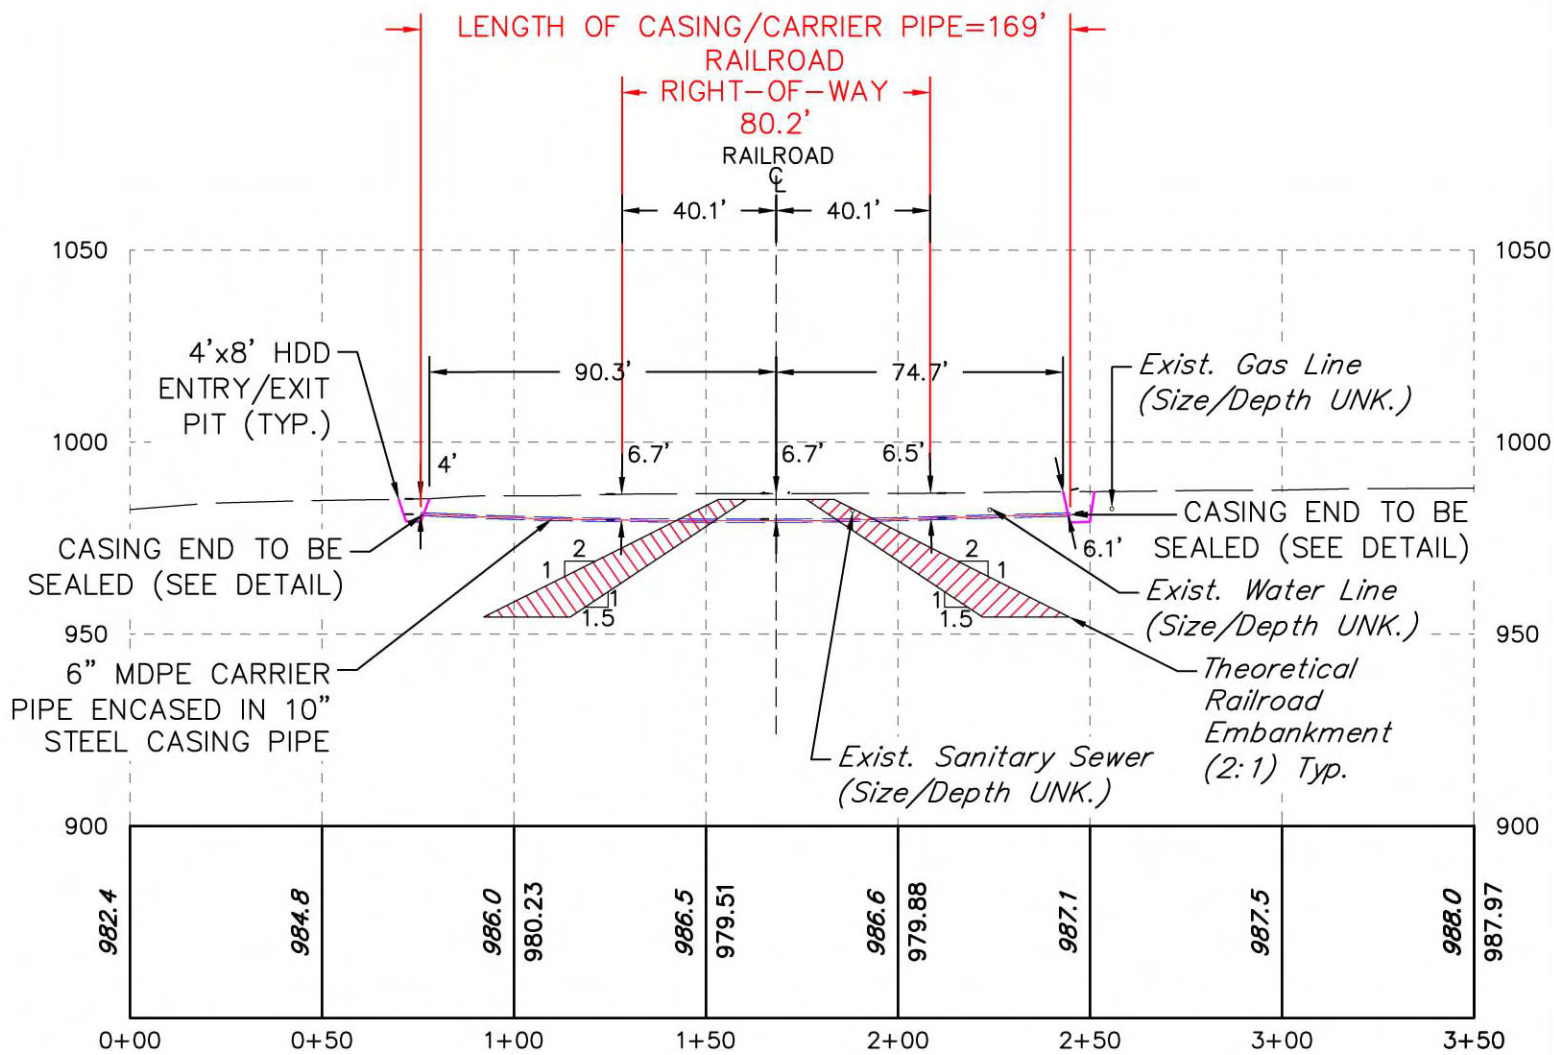 LENGTH OF CASING/CARRIER PIPE=169'
RAILROAD
RIGHT-OF-WAY
80.2'
RAILROAD
℄
40.1'
40.1'
1050
1050
4'x8' HDD
ENTRY/EXIT
PIT (TYP.)
90.3'
74.7'
Exist. Gas Line
(Size/Depth UNK.)
1000
1000
4'
6.7'
6.7'
6.5'
CASING END TO BE
SEALED (SEE DETAIL)
CASING END TO BE
SEALED (SEE DETAIL)
6.1'
2
1
1
1.5
2
1
1
1.5
Exist. Water Line
(Size/Depth UNK.)
950
950
6" MDPE CARRIER
PIPE ENCASED IN 10"
STEEL CASING PIPE
Theoretical
Railroad
Embankment
(2:1) Typ.
Exist. Sanitary Sewer
(Size/Depth UNK.)
900
900
982.4
984.8
986.0
980.23
986.5
979.51
986.6
979.88
987.1
987.5
988.0
987.97
0+00
0+50
1+00
1+50
2+00
2+50
3+00
3+50